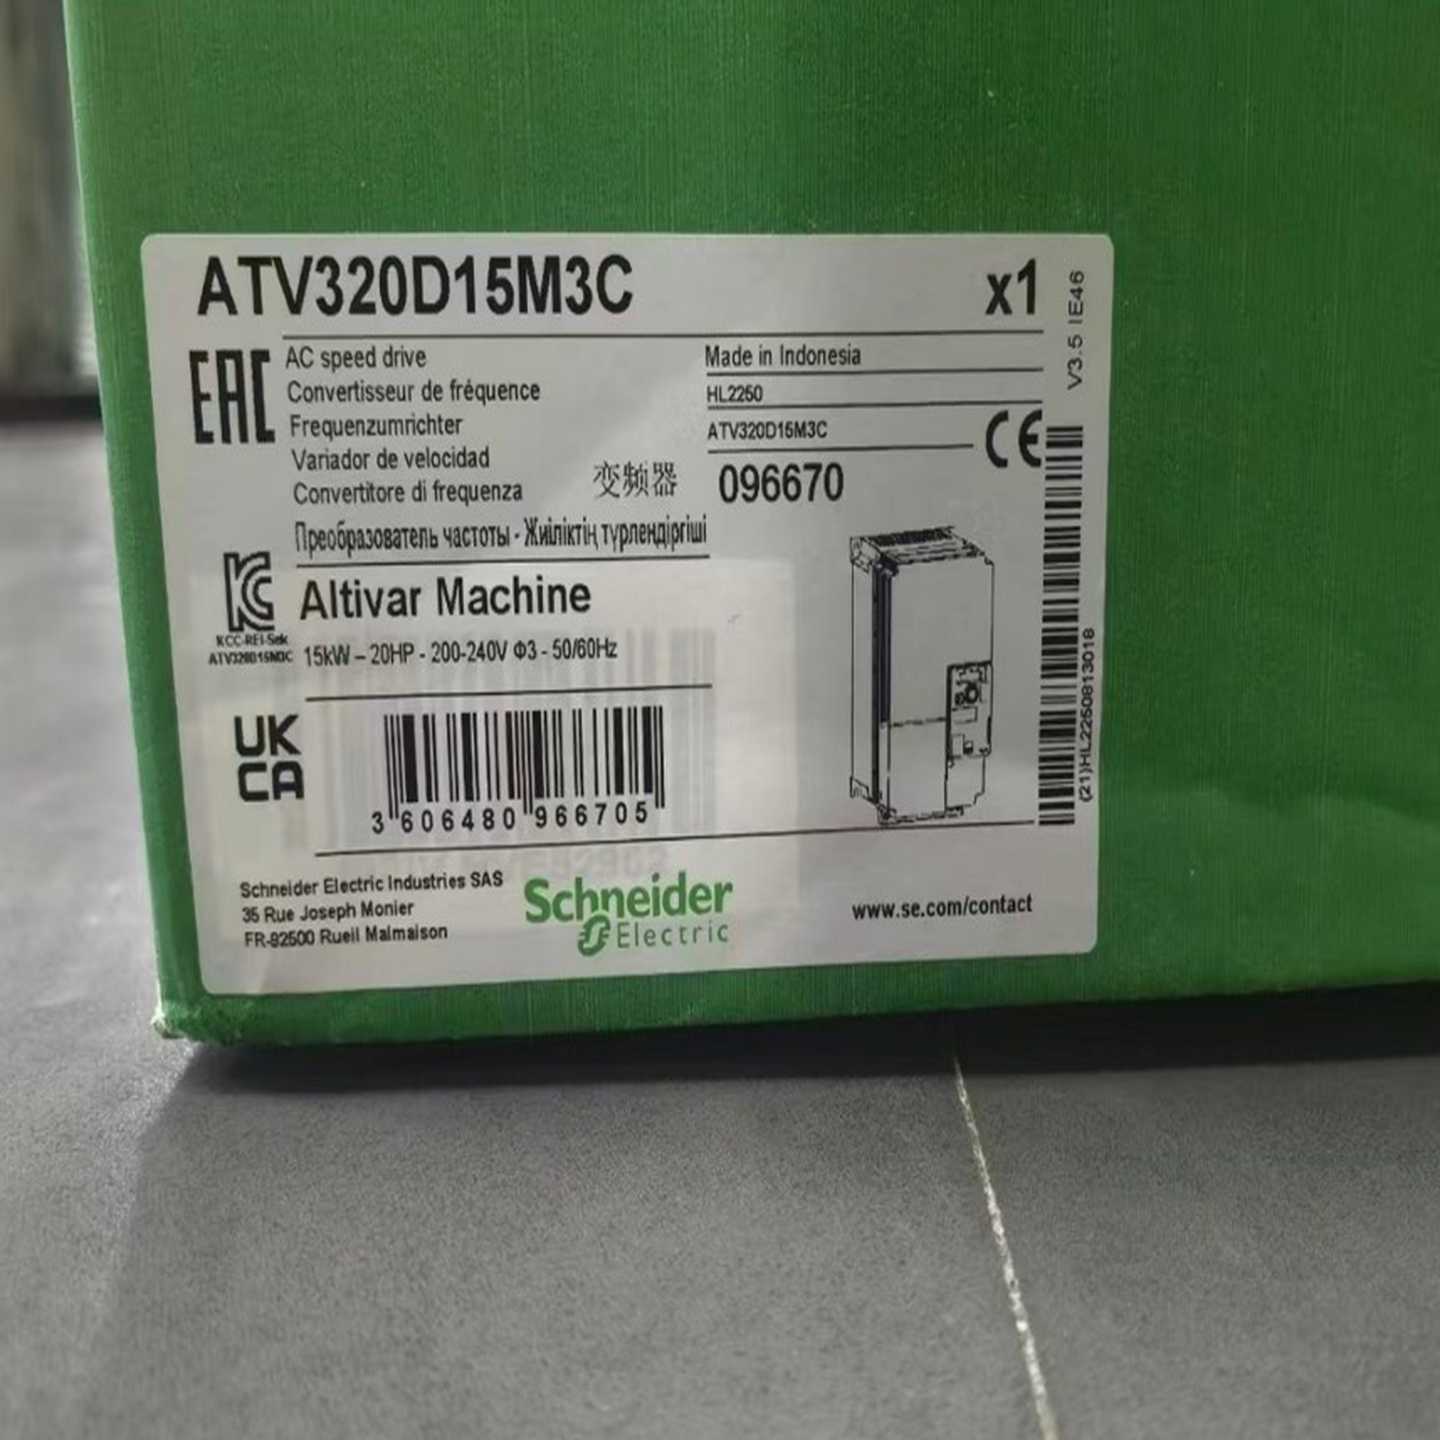 ATV320D15M3C
x1
V3.5 IE46
EAC
AC speed drive
Convertisseur de fréquence
Frequenzumrichter
Variador de velocidad
Convertitore di frequenza
变频器
Преобразователь частоты - Жиіліктің түрлендіргіші
Made in Indonesia
HL2250
ATV320D15M3C
CE
096670
KC
KCC-REI-Sek
ATV320D15M3C
Altivar Machine
15kW – 20HP - 200-240V Φ3 - 50/60Hz
UK
CA
3 606480 966705
(21)HL2250813018
Schneider Electric Industries SAS
35 Rue Joseph Monier
FR-92500 Rueil Malmaison
Schneider
Electric
www.se.com/contact